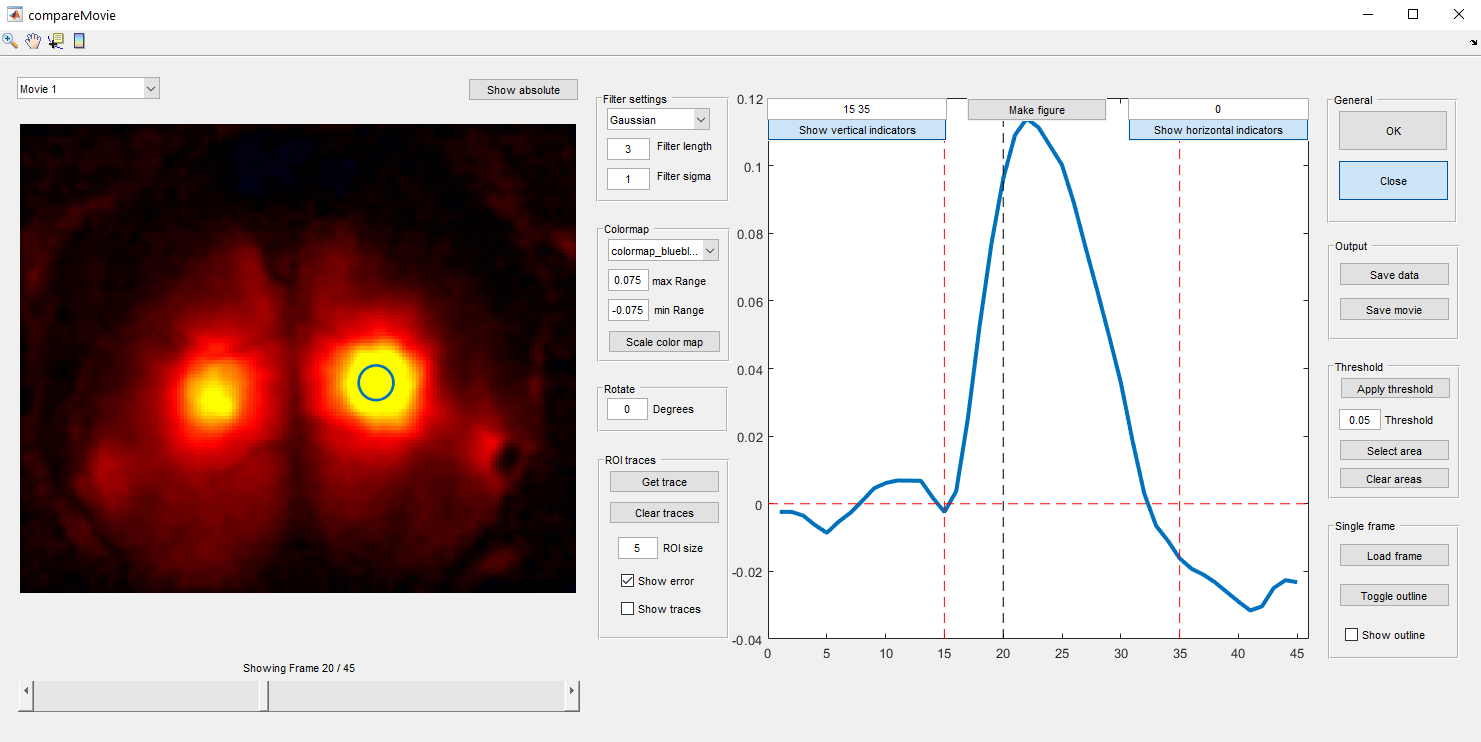 compareMovie
Movie 1
Show absolute
Showing Frame 20 / 45
Filter settings
Gaussian
3 Filter length
1 Filter sigma
Colormap
colormap_bluebl...
0.075 max Range
-0.075 min Range
Scale color map
Rotate
0 Degrees
ROI traces
Get trace
Clear traces
5 ROI size
Show error
Show traces
15 35
Show vertical indicators
Make figure
0
Show horizontal indicators
0.12
0.1
0.08
0.06
0.04
0.02
0
-0.02
-0.04
0 5 10 15 20 25 30 35 40 45
General
OK
Close
Output
Save data
Save movie
Threshold
Apply threshold
0.05 Threshold
Select area
Clear areas
Single frame
Load frame
Toggle outline
Show outline